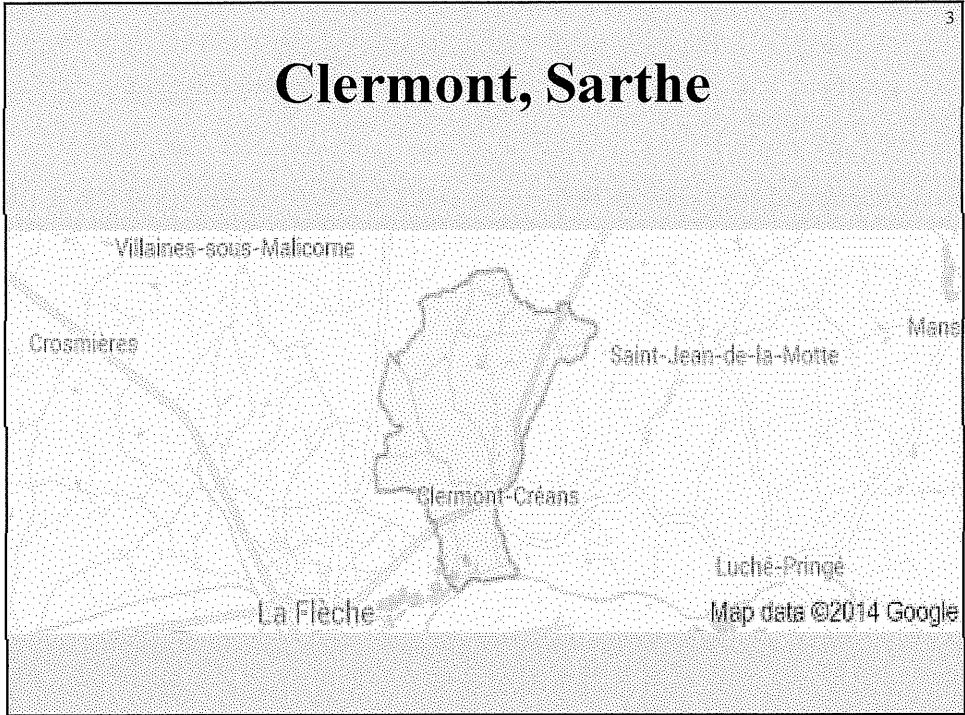 3
Clermont, Sarthe
Villaines-sous-Malicorne
Crosmières
Mans
Saint-Jean-de-la-Motte
Clermont-Créans
Luché-Pringé
La Flèche
Map data ©2014 Google